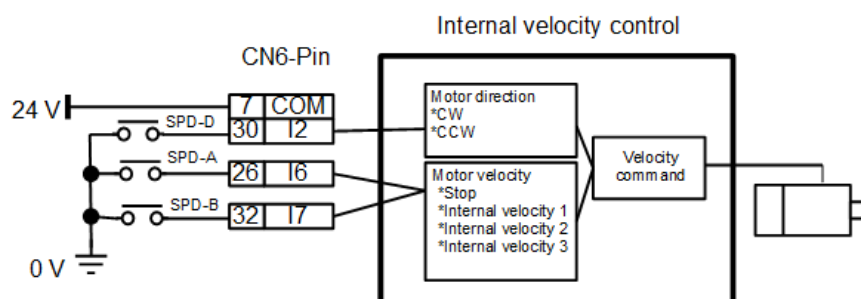 Internal velocity control
CN6-Pin
24 V
7 COM
SPD-D
30 I2
SPD-A
26 I6
SPD-B
32 I7
0 V
Motor direction
*CW
*CCW
Motor velocity
*Stop
*Internal velocity 1
*Internal velocity 2
*Internal velocity 3
Velocity
command